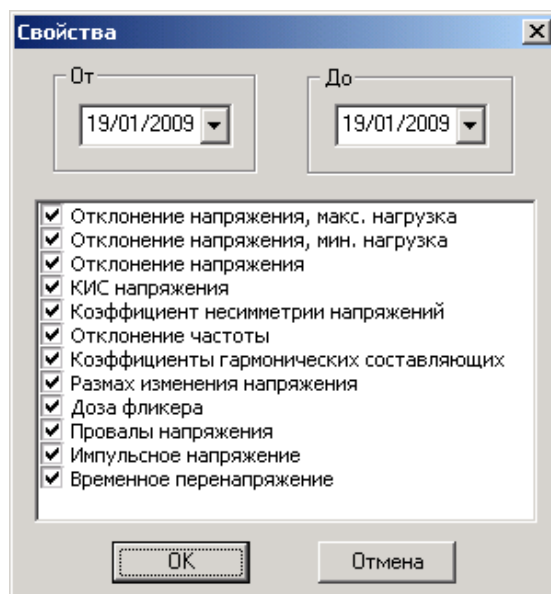 Свойства
От До
19/01/2009 19/01/2009
Отклонение напряжения, макс. нагрузка
Отклонение напряжения, мин. нагрузка
Отклонение напряжения
КИС напряжения
Коэффициент несимметрии напряжений
Отклонение частоты
Коэффициенты гармонических составляющих
Размах изменения напряжения
Доза фликера
Провалы напряжения
Импульсное напряжение
Временное перенапряжение
OK Отмена